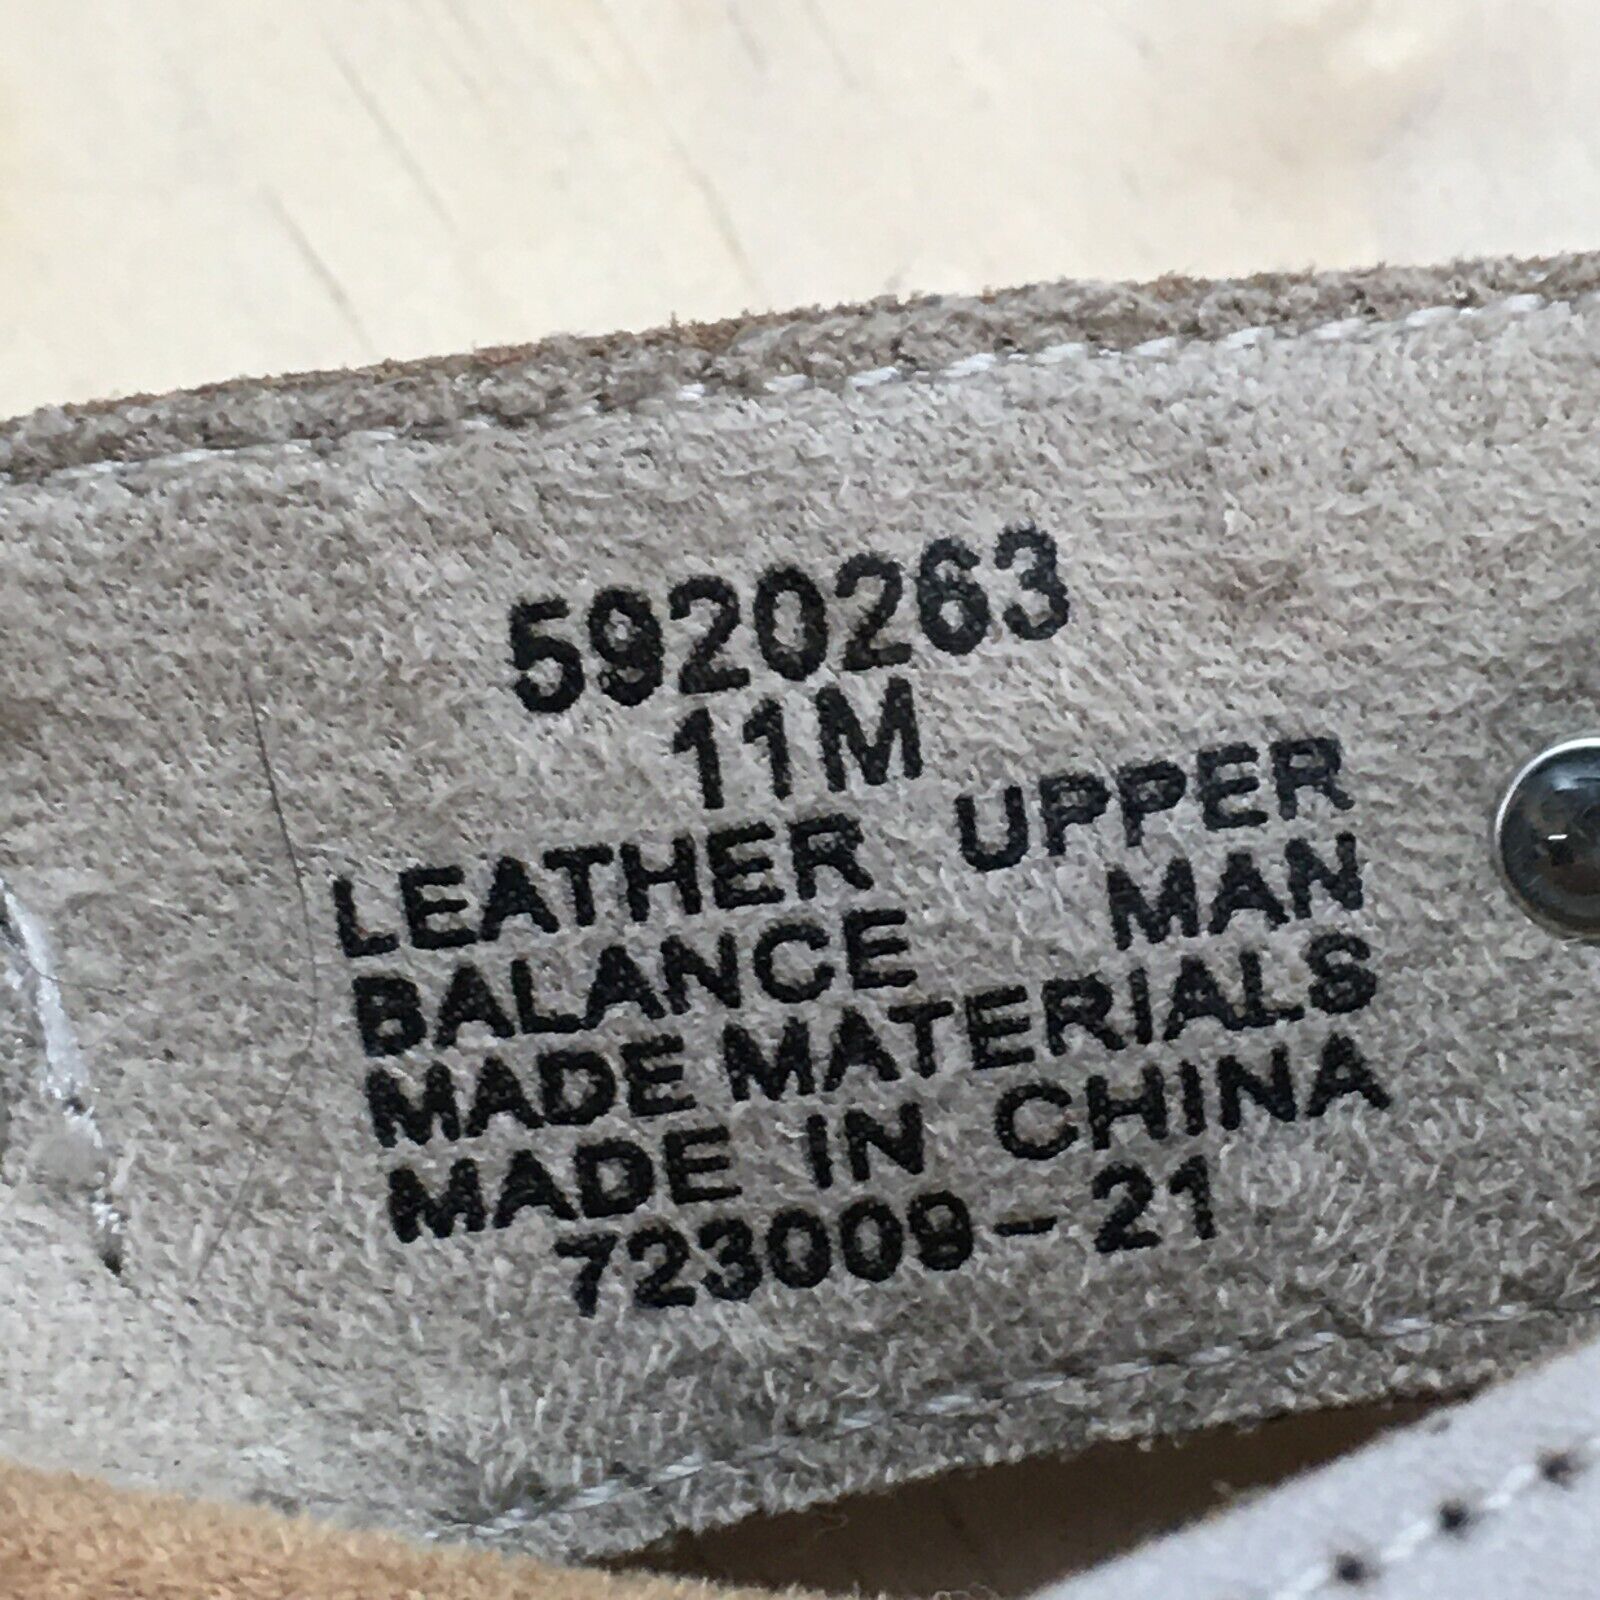 5920263
11M
LEATHER UPPER
BALANCE MAN
MADE MATERIALS
MADE IN CHINA
723009-21